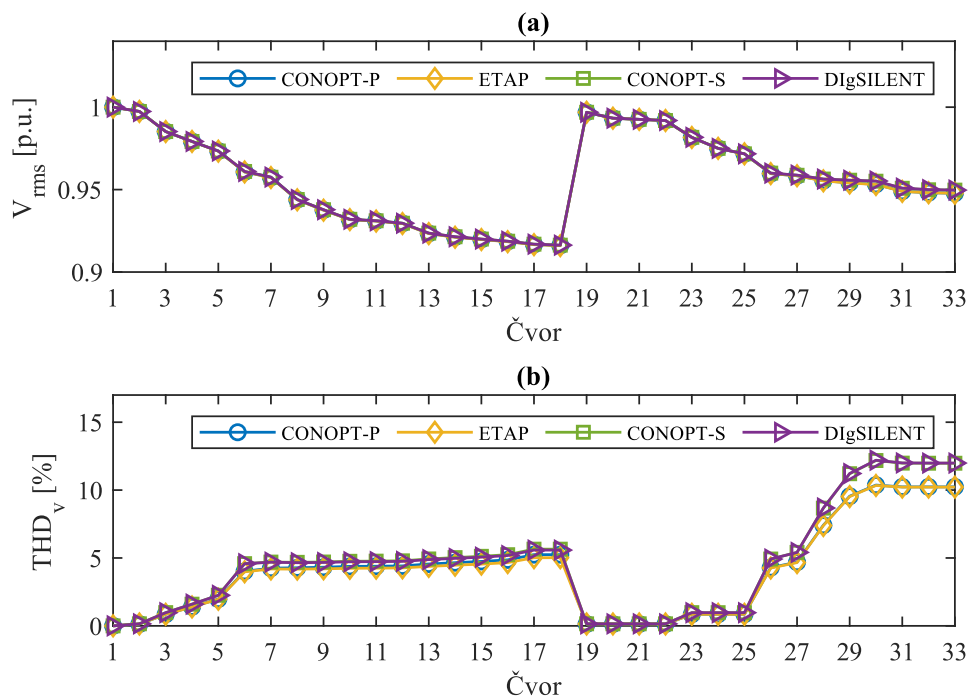 (a)
CONOPT-P ETAP CONOPT-S DIgSILENT
1
0.95
0.9
V_rms [p.u.]
1 3 5 7 9 11 13 15 17 19 21 23 25 27 29 31 33
Čvor
(b)
CONOPT-P ETAP CONOPT-S DIgSILENT
15
10
5
0
THD_v [%]
1 3 5 7 9 11 13 15 17 19 21 23 25 27 29 31 33
Čvor